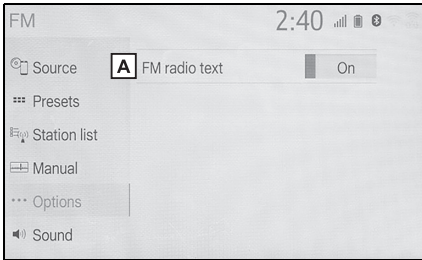 FM 2:40
Source
A FM radio text On
Presets
Station list
Manual
Options
Sound